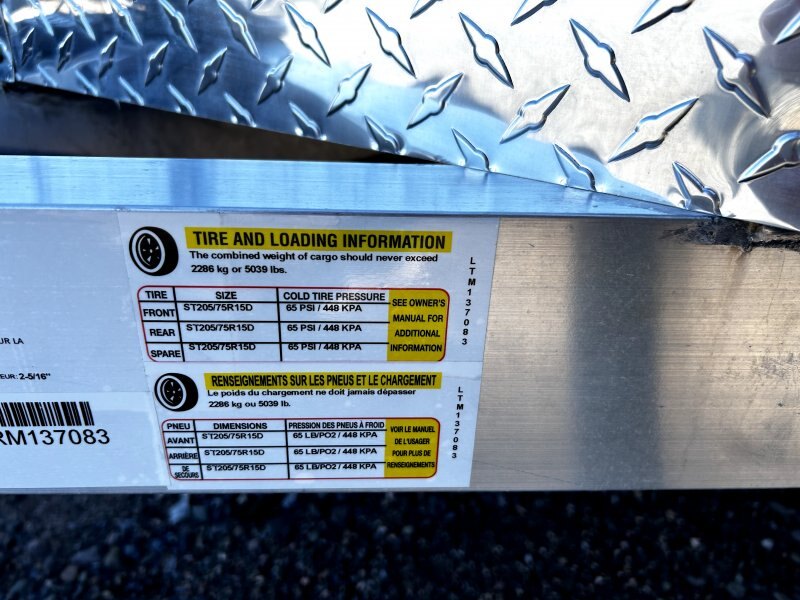 TIRE AND LOADING INFORMATION
The combined weight of cargo should never exceed
2286 kg or 5039 lbs.
TIRE SIZE COLD TIRE PRESSURE
FRONT ST205/75R15D 65 PSI / 448 KPA
REAR ST205/75R15D 65 PSI / 448 KPA
SPARE ST205/75R15D 65 PSI / 448 KPA
SEE OWNER'S
MANUAL FOR
ADDITIONAL
INFORMATION
LTM137083
UR LA
EUR: 2-5/16"
RM137083
RENSEIGNEMENTS SUR LES PNEUS ET LE CHARGEMENT
Le poids du chargement ne doit jamais dépasser
2286 kg ou 5039 lb.
PNEU DIMENSIONS PRESSION DES PNEUS À FROID
AVANT ST205/75R15D 65 LB/PO2 / 448 KPA
ARRIÈRE ST205/75R15D 65 LB/PO2 / 448 KPA
DE
SECOURS ST205/75R15D 65 LB/PO2 / 448 KPA
VOIR LE MANUEL
DE L'USAGER
POUR PLUS DE
RENSEIGNEMENTS
LTM137083